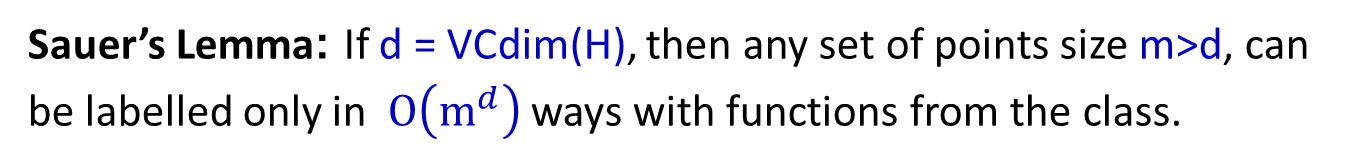 Sauer’s Lemma: If d = VCdim(H), then any set of points size m>d, can
be labelled only in O(m^d) ways with functions from the class.